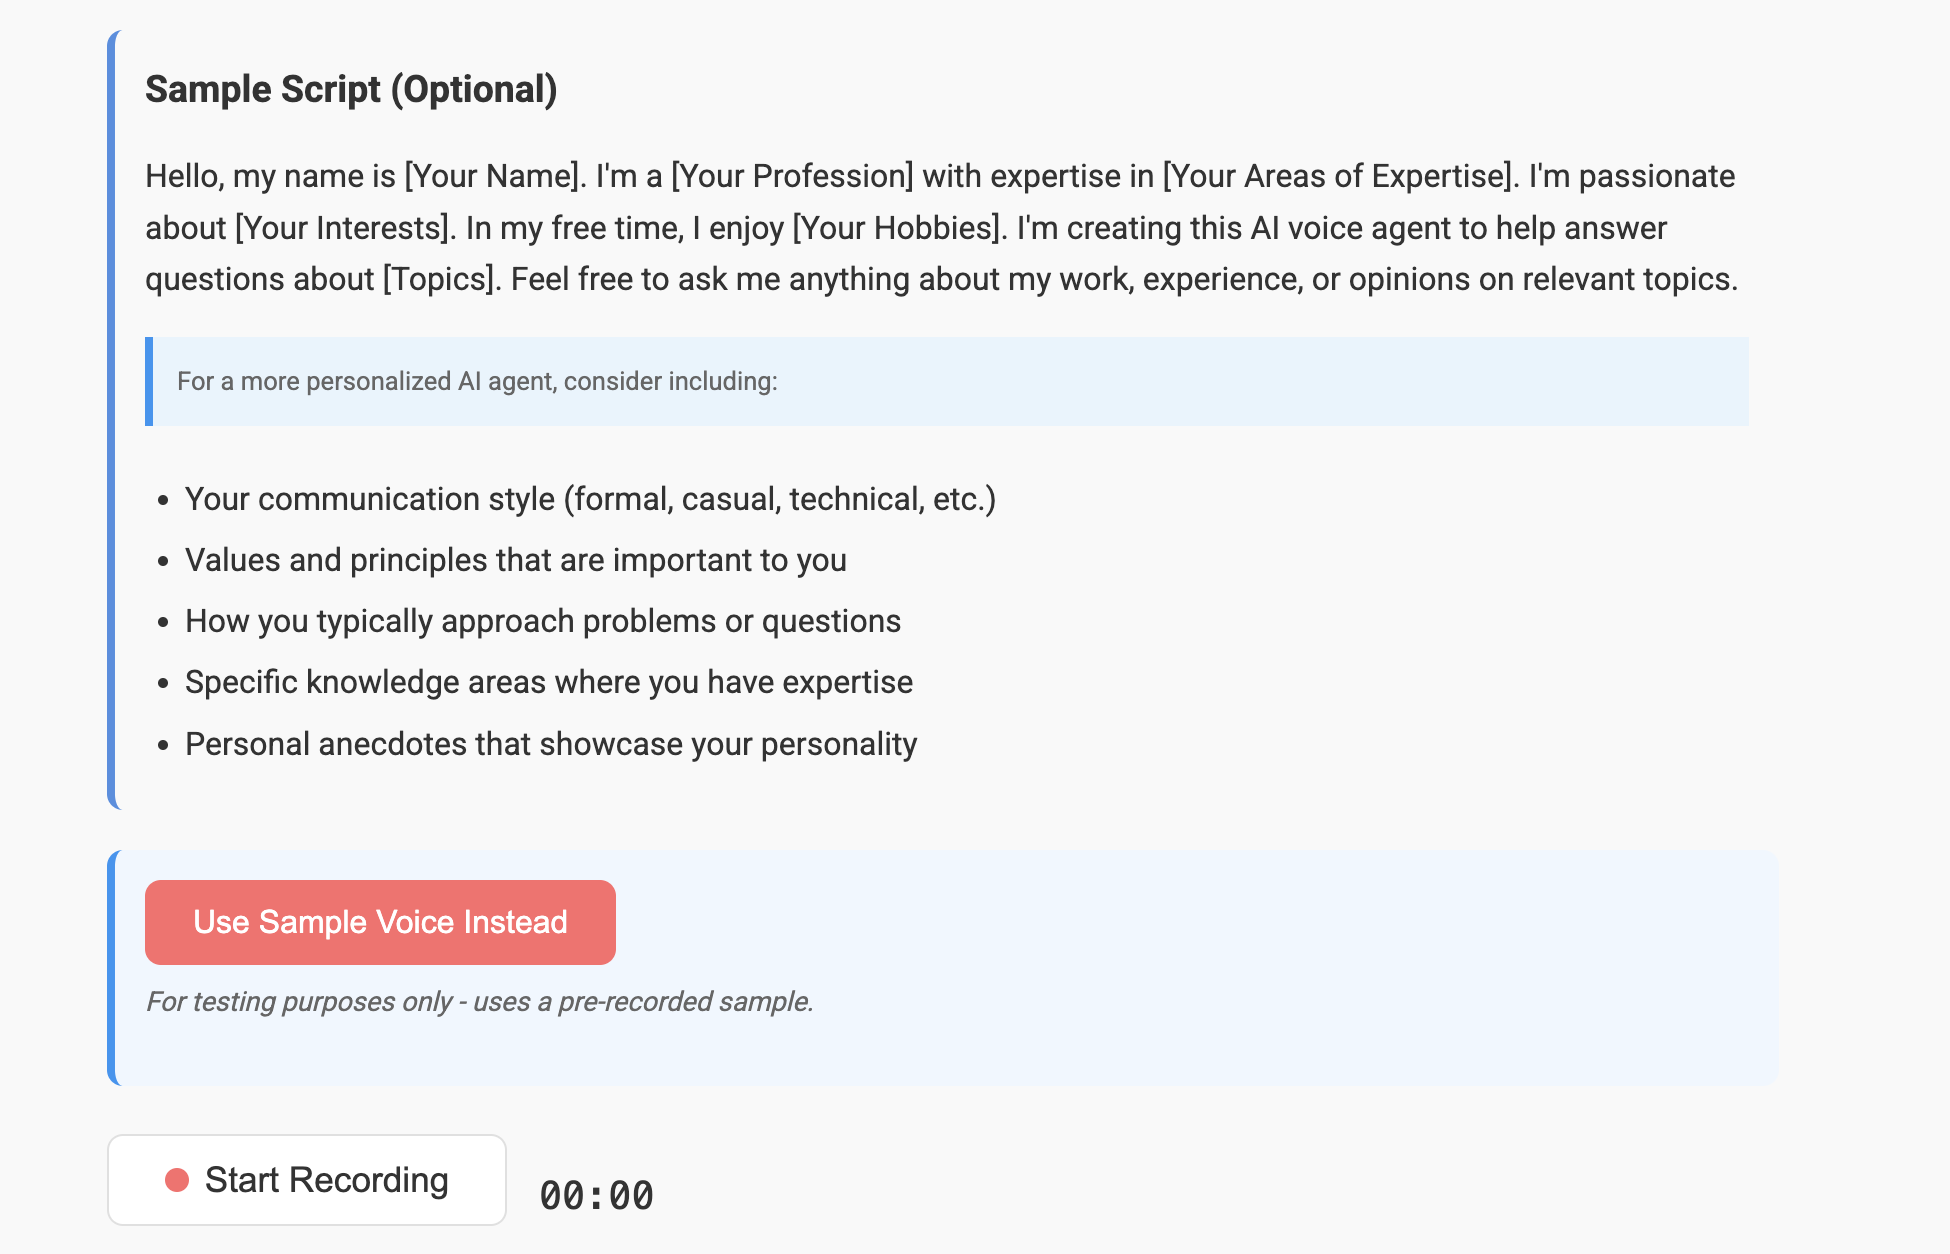 Sample Script (Optional)
Hello, my name is [Your Name]. I'm a [Your Profession] with expertise in [Your Areas of Expertise]. I'm passionate
about [Your Interests]. In my free time, I enjoy [Your Hobbies]. I'm creating this AI voice agent to help answer
questions about [Topics]. Feel free to ask me anything about my work, experience, or opinions on relevant topics.
For a more personalized AI agent, consider including:
• Your communication style (formal, casual, technical, etc.)
• Values and principles that are important to you
• How you typically approach problems or questions
• Specific knowledge areas where you have expertise
• Personal anecdotes that showcase your personality
Use Sample Voice Instead
For testing purposes only - uses a pre-recorded sample.
Start Recording
00:00